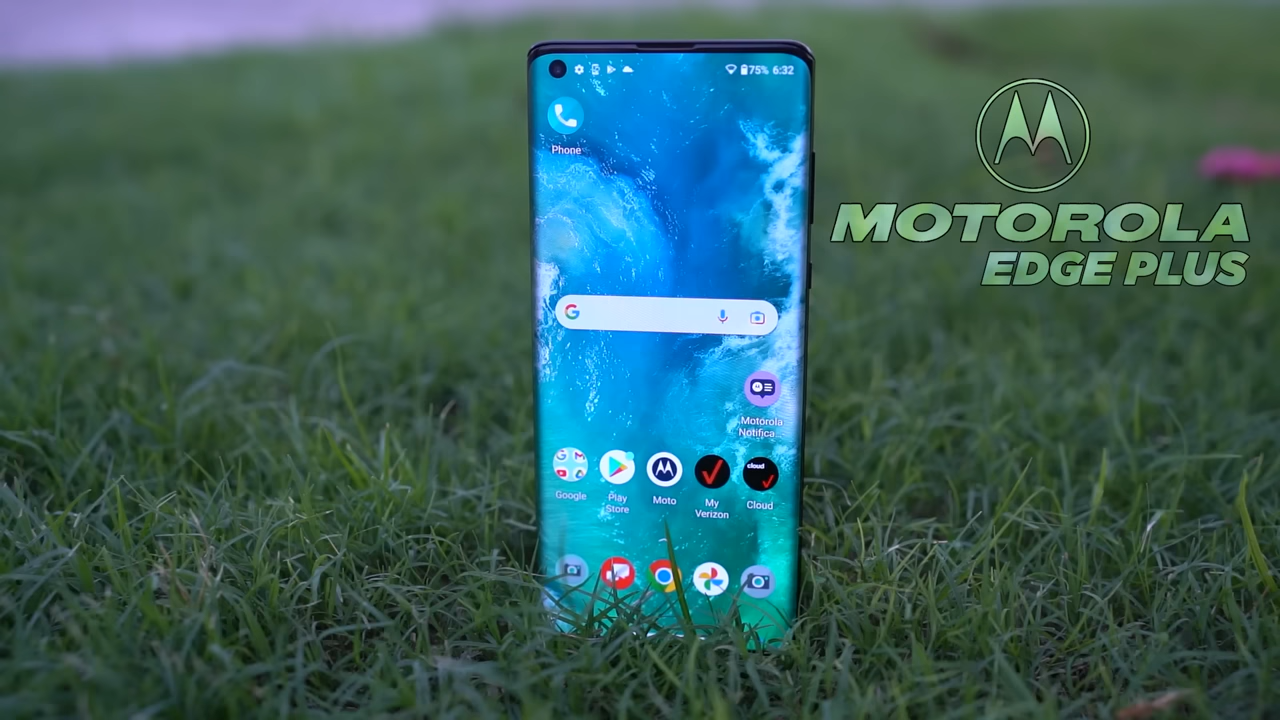 75% 6:32
Phone
Motorola
Notifica...
Google
Play
Store
Moto
My
Verizon
cloud
Cloud
MOTOROLA
EDGE PLUS